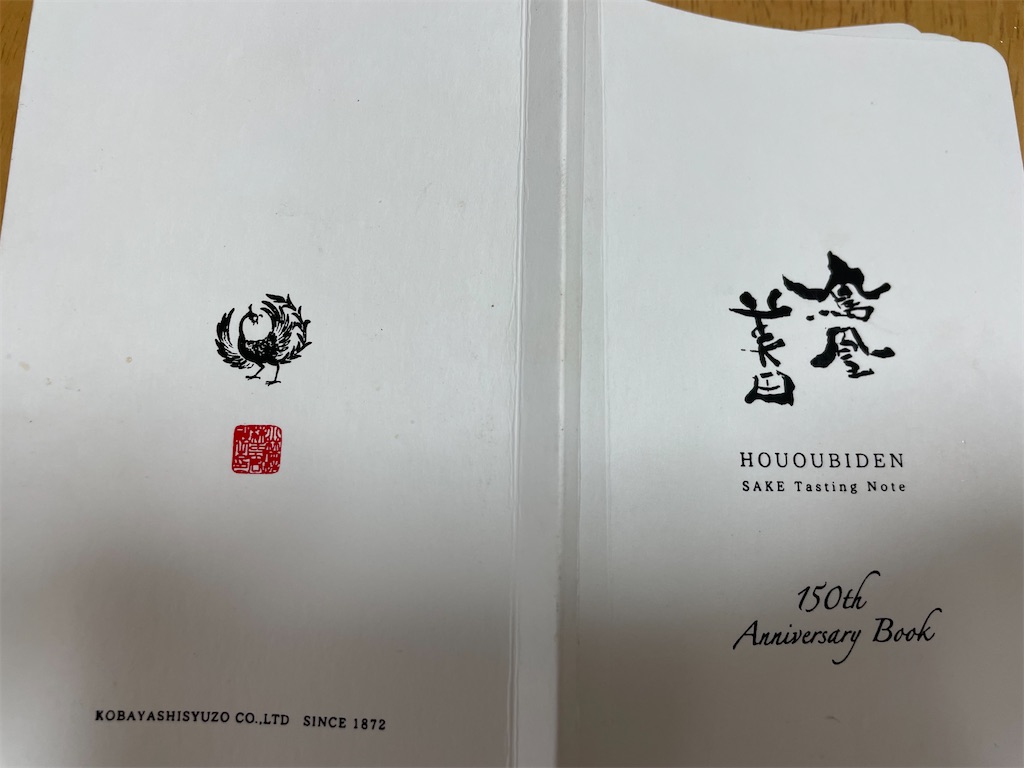 鳳凰
美田
HOUOUBIDEN
SAKE Tasting Note
150th
Anniversary Book
KOBAYASHISYUZO CO.,LTD SINCE 1872